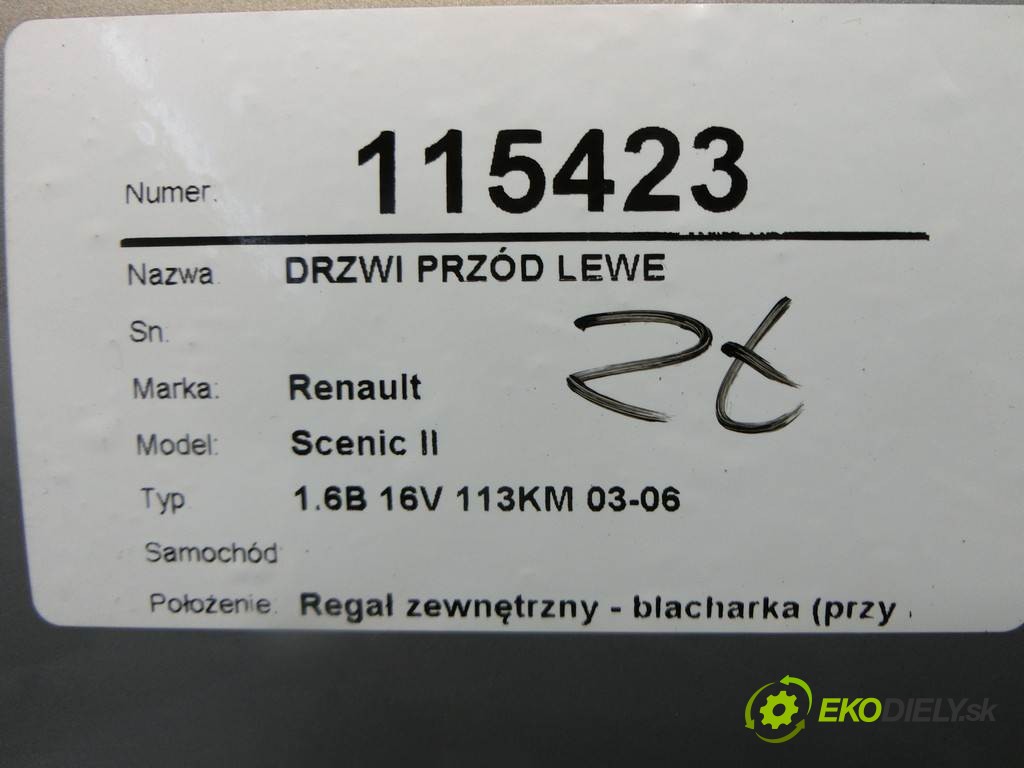 Numer: 115423
Nazwa: DRZWI PRZÓD LEWE
Sn.
Marka: Renault
Model: Scenic II
Typ 1.6B 16V 113KM 03-06
Samochód
Położenie: Regał zewnętrzny - blacharka (przy
EKODIELY.sk